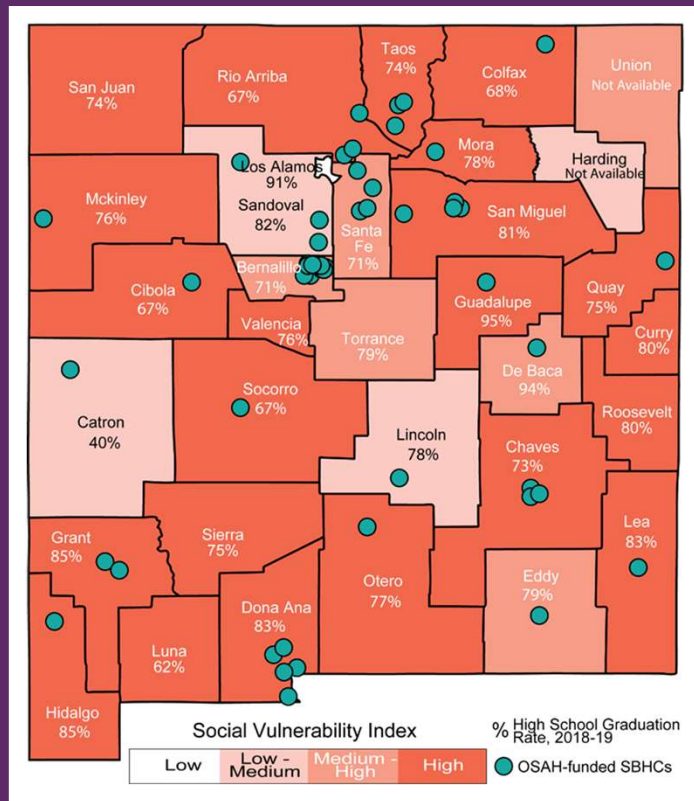 San Juan
74%
Rio Arriba
67%
Taos
74%
Colfax
68%
Union
Not Available
Los Alamos
91%
Sandoval
82%
Mora
78%
Harding
Not Available
Mckinley
76%
Santa
Fe
71%
San Miguel
81%
Bernalillo
71%
Cibola
67%
Valencia
76%
Torrance
79%
Guadalupe
95%
Quay
75%
Curry
80%
De Baca
94%
Catron
40%
Socorro
67%
Lincoln
78%
Roosevelt
80%
Chaves
73%
Grant
85%
Sierra
75%
Lea
83%
Otero
77%
Eddy
79%
Dona Ana
83%
Luna
62%
Hidalgo
85%
Social Vulnerability Index
Low
Low -
Medium
Medium -
High
High
% High School Graduation
Rate, 2018-19
OSAH-funded SBHCs